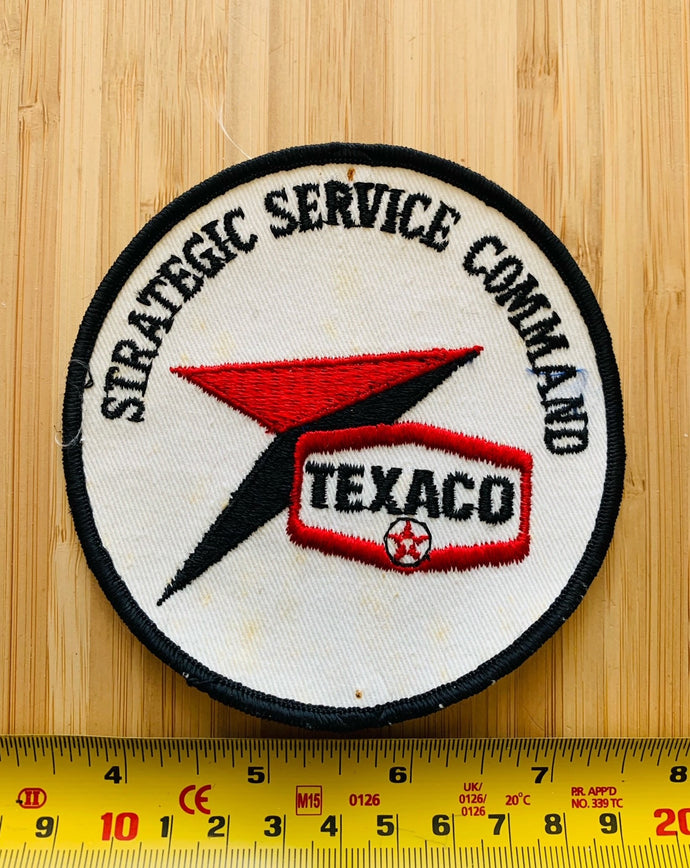 STRATEGIC SERVICE COMMAND
TEXACO
4 5 6 7 8
II CE M15 0126 UK/ 0126/ 0126 20°C P.R. APP'D NO. 339 TC
9 10 1 2 3 4 5 6 7 8 9 20